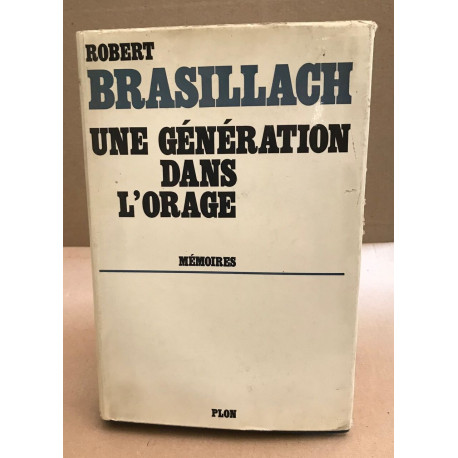 ROBERT
BRASILLACH
UNE GÉNÉRATION
DANS
L'ORAGE
MÉMOIRES
PLON